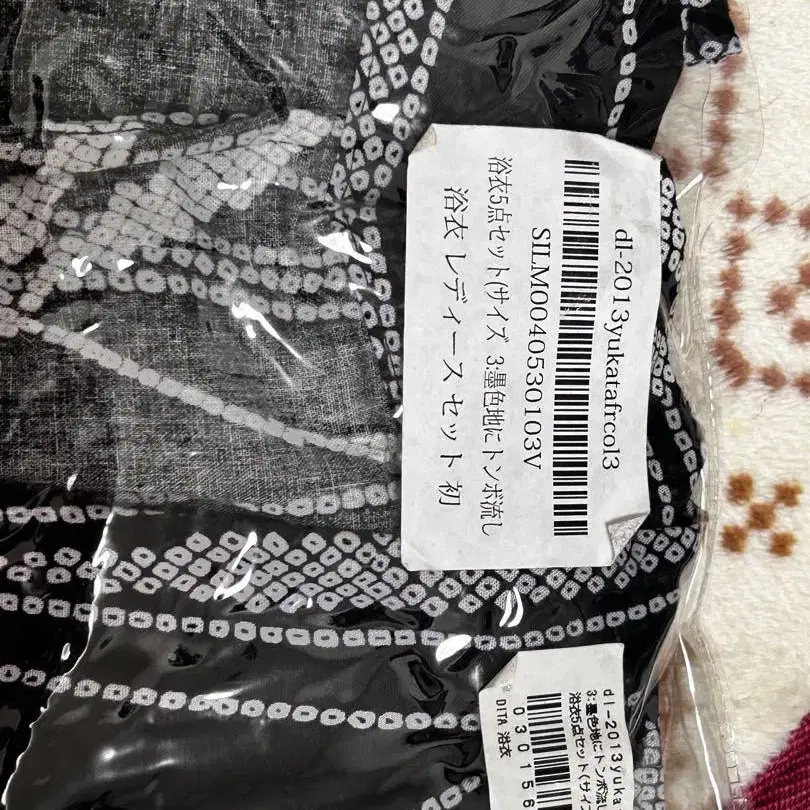 dl-2013yukatafrcol3
SILM0040530103V
浴衣5点セット(サイズ 3:墨色地にトンボ流し
浴衣 レディース セット 初
dl-2013yuka
3:墨色地にトンボ流
浴衣5点セット(サイ
03015
DITA 浴衣